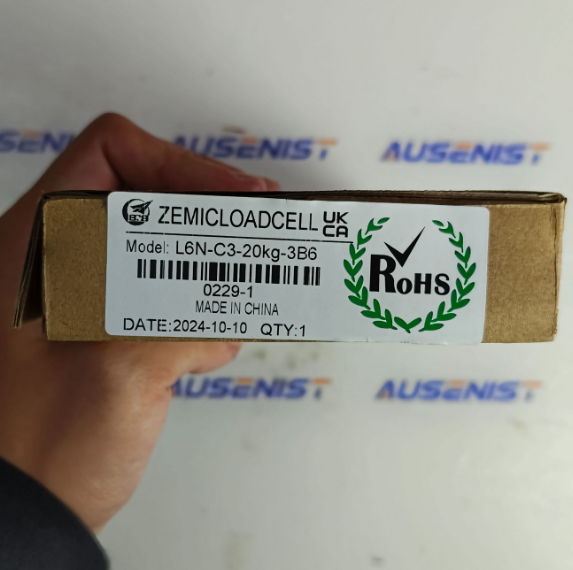 AUSENIST AUSENIST
ZEMICLOADCELL UK CA
Model: L6N-C3-20kg-3B6
RoHS
0229-1
MADE IN CHINA
DATE:2024-10-10 QTY:1
AUSENIST AUSENIST